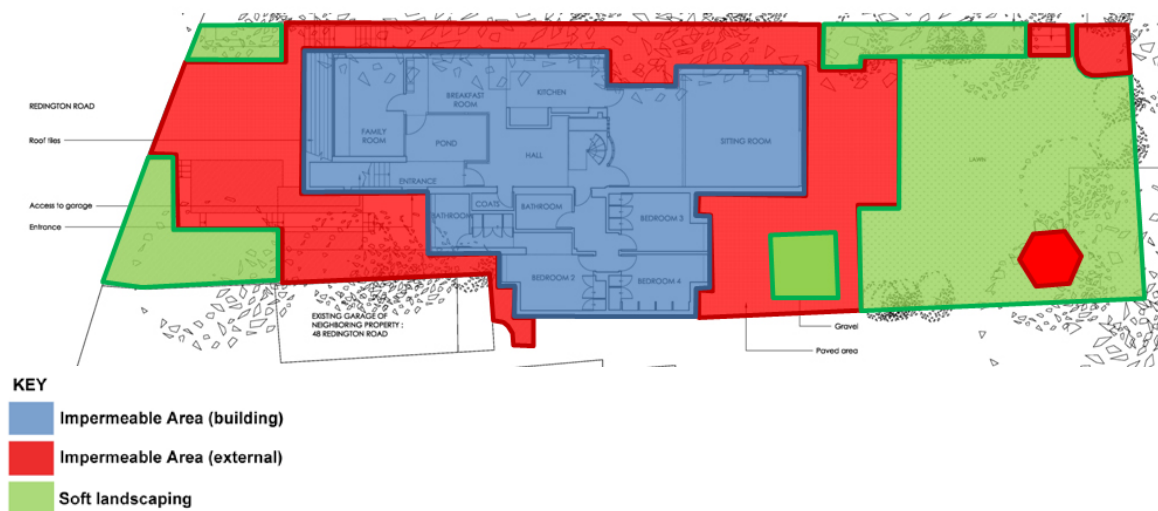 REDINGTON ROAD
Roof tiles
Access to garage
Entrance
FAMILY
ROOM
BREAKFAST
ROOM
KITCHEN
POND
HALL
SITTING ROOM
ENTRANCE
BATHROOM
COATS
BATHROOM
BEDROOM 3
BEDROOM 2
BEDROOM 4
LAWN
EXISTING GARAGE OF
NEIGHBORING PROPERTY :
48 REDINGTON ROAD
Gravel
Paved area
KEY
Impermeable Area (building)
Impermeable Area (external)
Soft landscaping